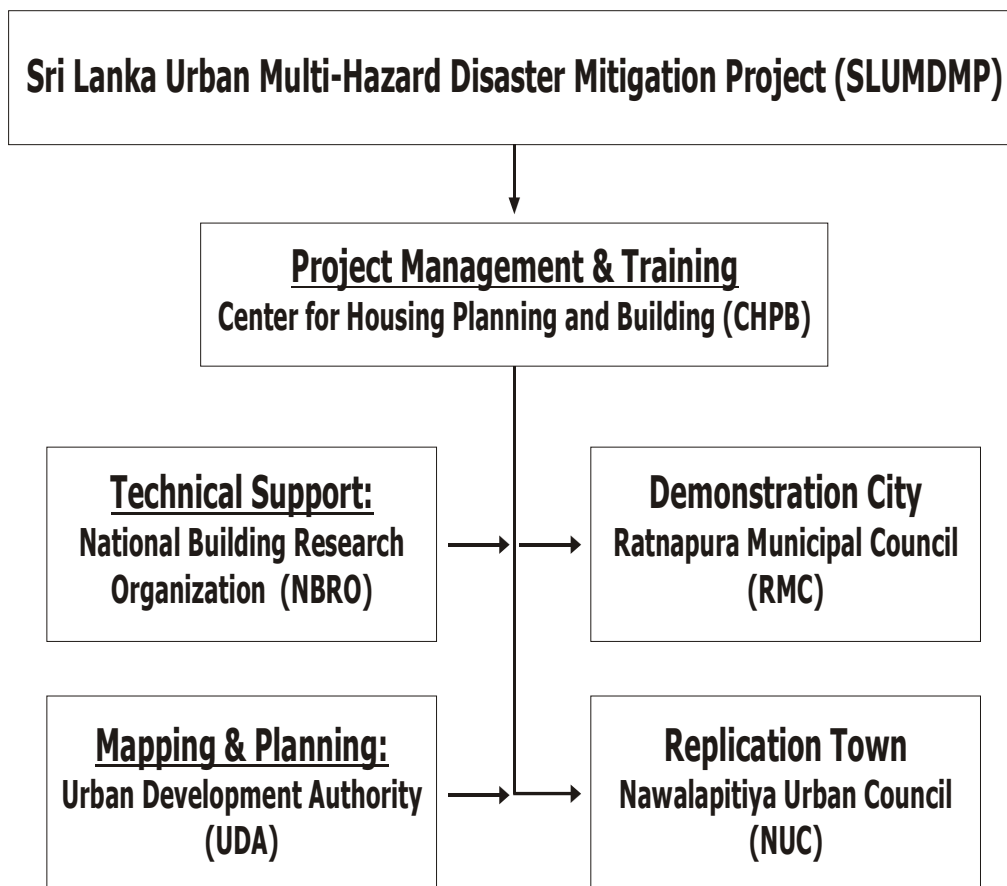 Sri Lanka Urban Multi-Hazard Disaster Mitigation Project (SLUMDMP)
Project Management & Training
Center for Housing Planning and Building (CHPB)
Technical Support:
National Building Research
Organization (NBRO)
Demonstration City
Ratnapura Municipal Council
(RMC)
Mapping & Planning:
Urban Development Authority
(UDA)
Replication Town
Nawalapitiya Urban Council
(NUC)